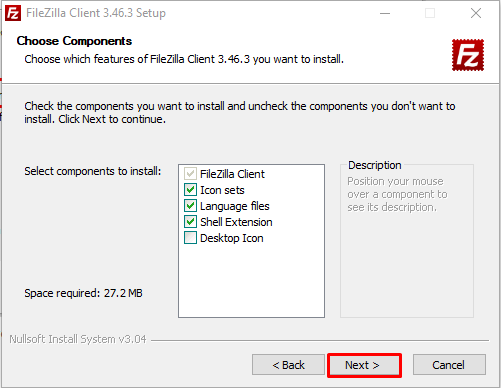 FileZilla Client 3.46.3 Setup
Choose Components
Choose which features of FileZilla Client 3.46.3 you want to install.
Fz
Check the components you want to install and uncheck the components you don't want to
install. Click Next to continue.
Select components to install:
FileZilla Client
Icon sets
Language files
Shell Extension
Desktop Icon
Description
Position your mouse
over a component to
see its description.
Space required: 27.2 MB
Nullsoft Install System v3.04
< Back
Next >
Cancel